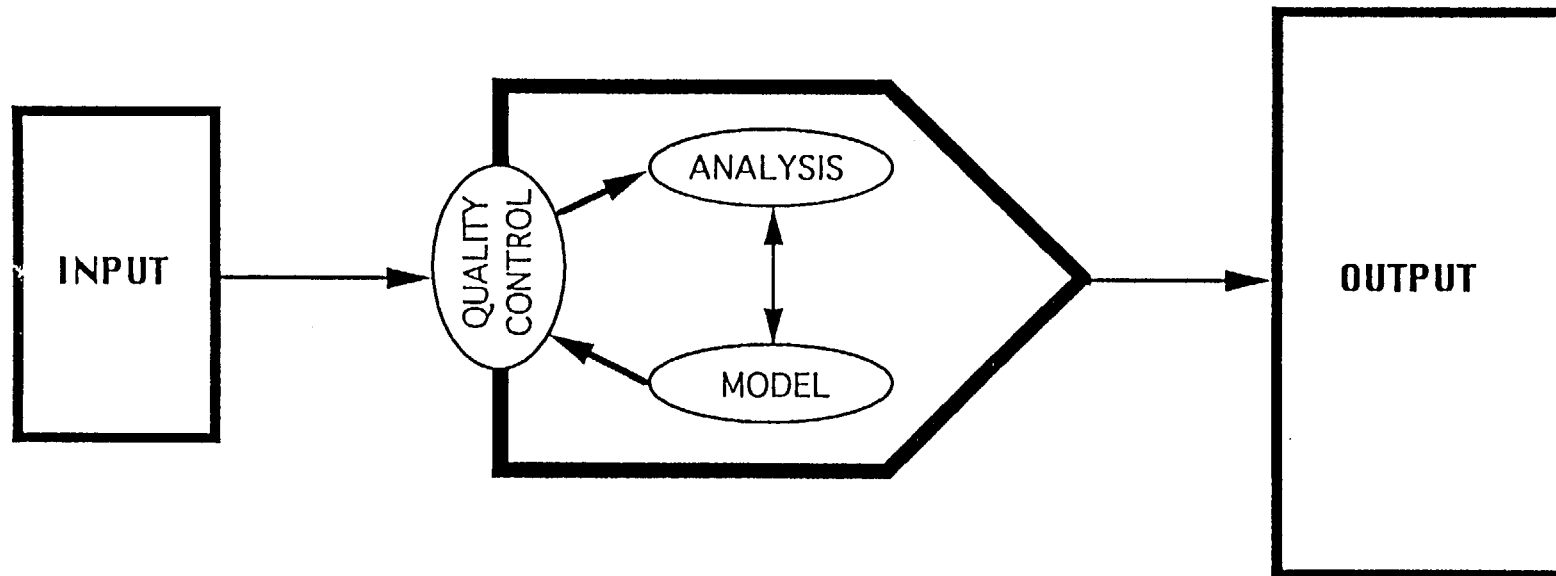 INPUT
QUALITY
CONTROL
ANALYSIS
MODEL
OUTPUT